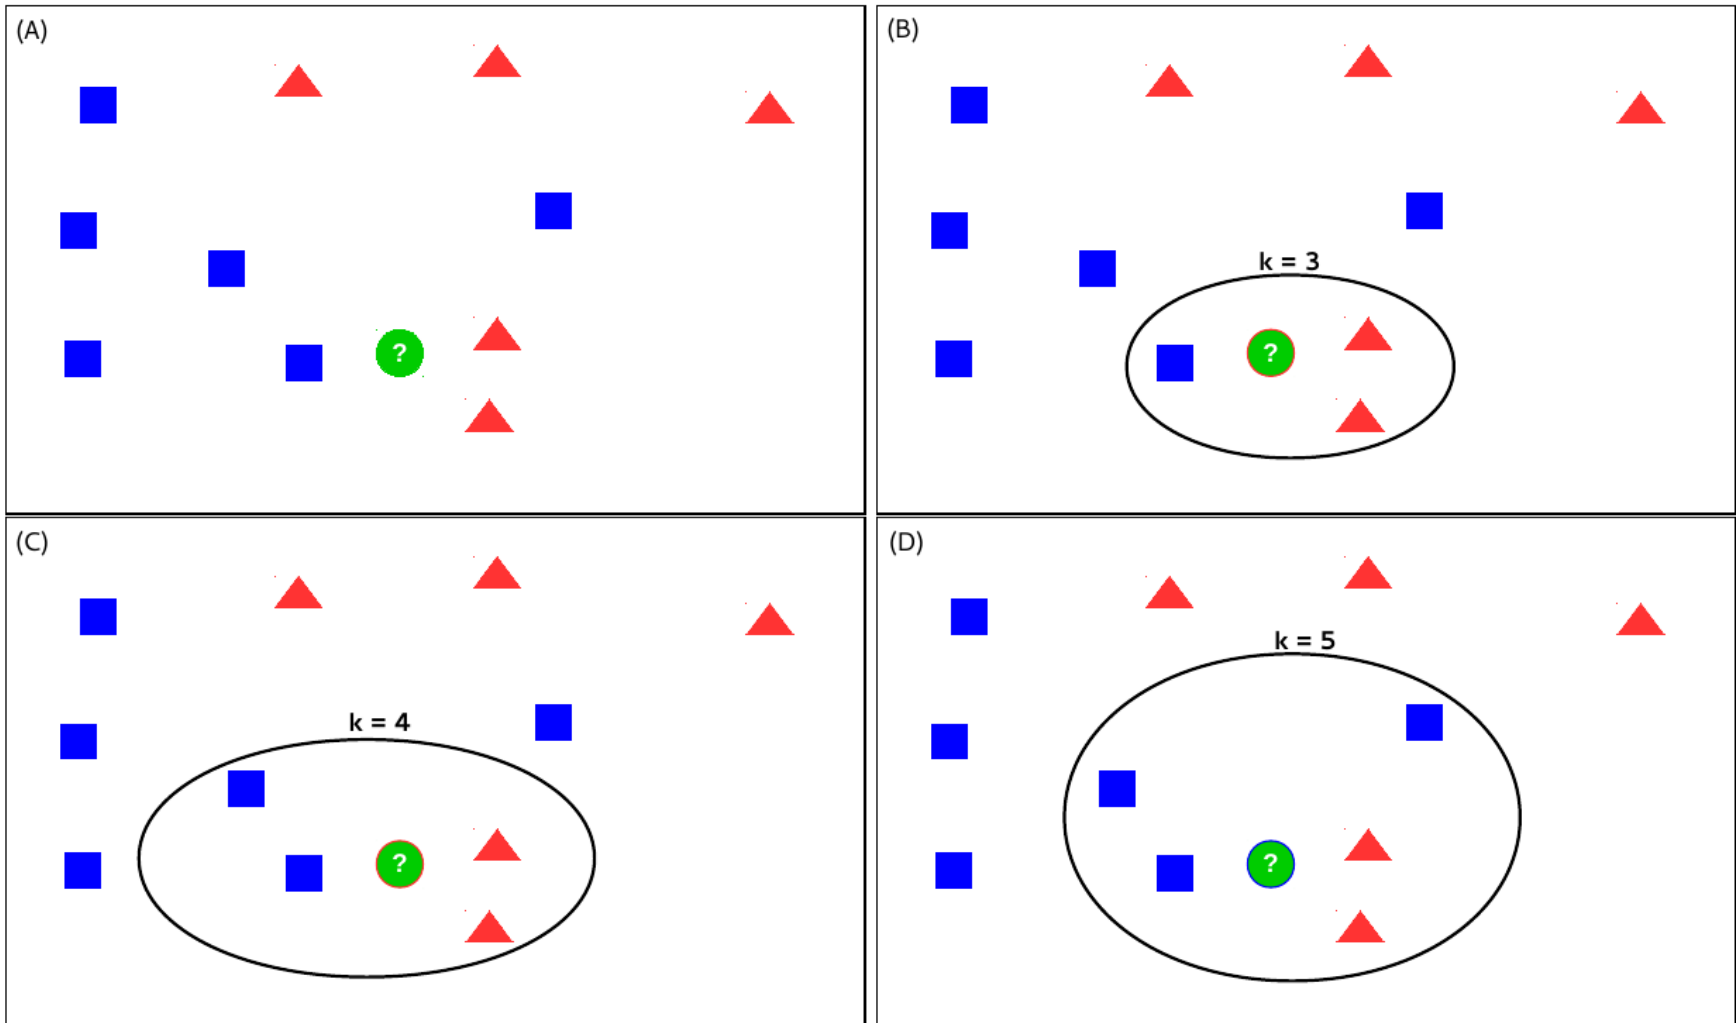 (A)
?
(B)
k = 3
?
(C)
k = 4
?
(D)
k = 5
?